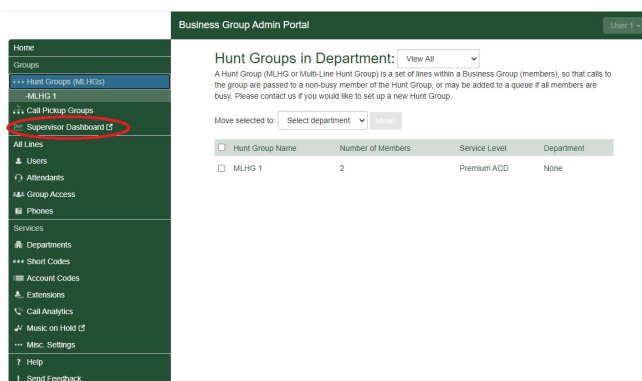 Business Group Admin Portal
User 1
Home
Groups
Hunt Groups (MLHGs)
-MLHG 1
Call Pickup Groups
Supervisor Dashboard
All Lines
Users
Attendants
Group Access
Phones
Services
Departments
Short Codes
Account Codes
Extensions
Call Analytics
Music on Hold
Misc. Settings
? Help
! Send Feedback
Hunt Groups in Department: View All
A Hunt Group (MLHG or Multi-Line Hunt Group) is a set of lines within a Business Group (members), so that calls to
the group are passed to a non-busy member of the Hunt Group, or may be added to a queue if all members are
busy. Please contact us if you would like to set up a new Hunt Group.
Move selected to: Select department Move
Hunt Group Name Number of Members Service Level Department
MLHG 1 2 Premium ACD None